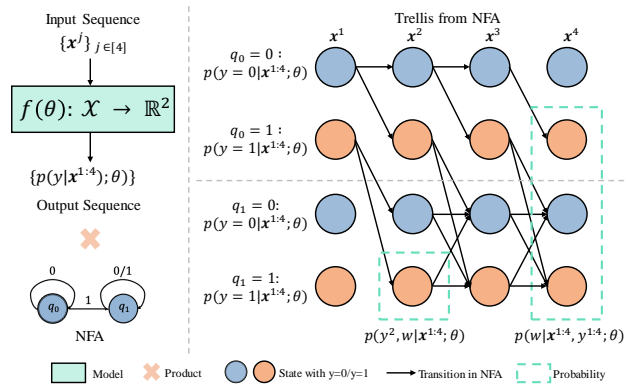 Input Sequence
{x^j}_{j∈[4]}
f(θ): X → ℝ²
{p(y|x^{1:4});θ)}
Output Sequence
0
0/1
q₀
1
q₁
NFA
Trellis from NFA
x¹
x²
x³
x⁴
q₀ = 0 :
p(y = 0|x^{1:4};θ)
q₀ = 1 :
p(y = 1|x^{1:4};θ)
q₁ = 0:
p(y = 0|x^{1:4};θ)
q₁ = 1:
p(y = 1|x^{1:4};θ)
p(y²,w|x^{1:4};θ)
p(w|x^{1:4},y^{1:4};θ)
Model
Product
State with y=0/y=1
Transition in NFA
Probability